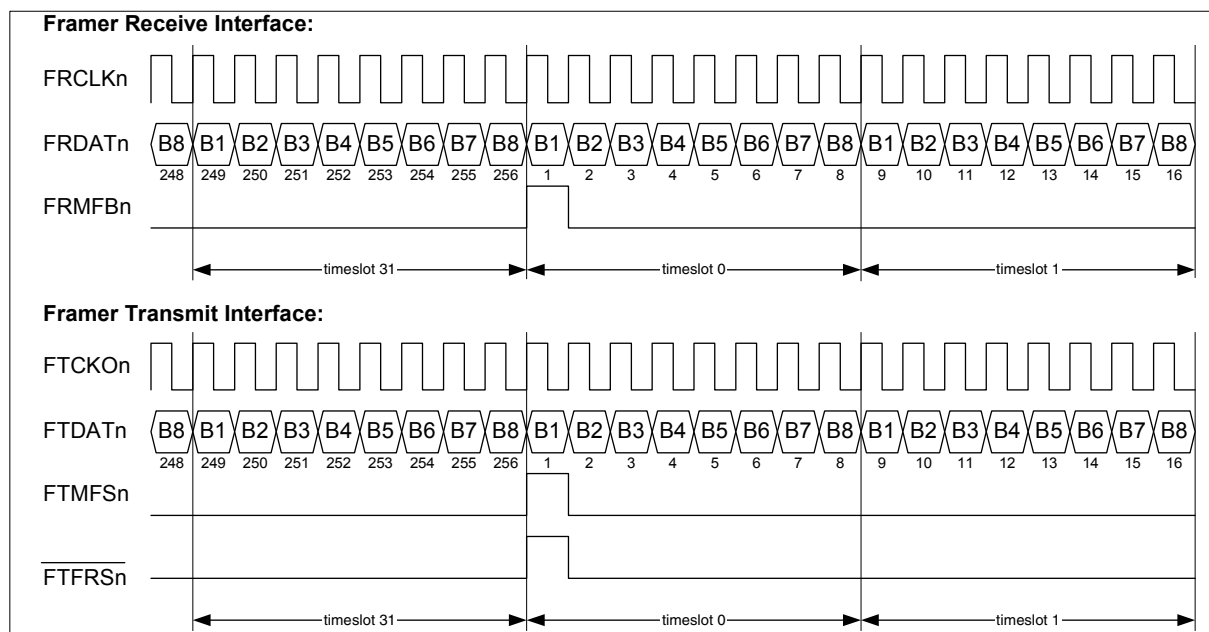 Framer Receive Interface:
FRCLKn
FRDATn B8 B1 B2 B3 B4 B5 B6 B7 B8 B1 B2 B3 B4 B5 B6 B7 B8 B1 B2 B3 B4 B5 B6 B7 B8
248 249 250 251 252 253 254 255 256 1 2 3 4 5 6 7 8 9 10 11 12 13 14 15 16
FRMFBn
timeslot 31 timeslot 0 timeslot 1
Framer Transmit Interface:
FTCKOn
FTDATn B8 B1 B2 B3 B4 B5 B6 B7 B8 B1 B2 B3 B4 B5 B6 B7 B8 B1 B2 B3 B4 B5 B6 B7 B8
248 249 250 251 252 253 254 255 256 1 2 3 4 5 6 7 8 9 10 11 12 13 14 15 16
FTMFSn
FTFRSn
timeslot 31 timeslot 0 timeslot 1